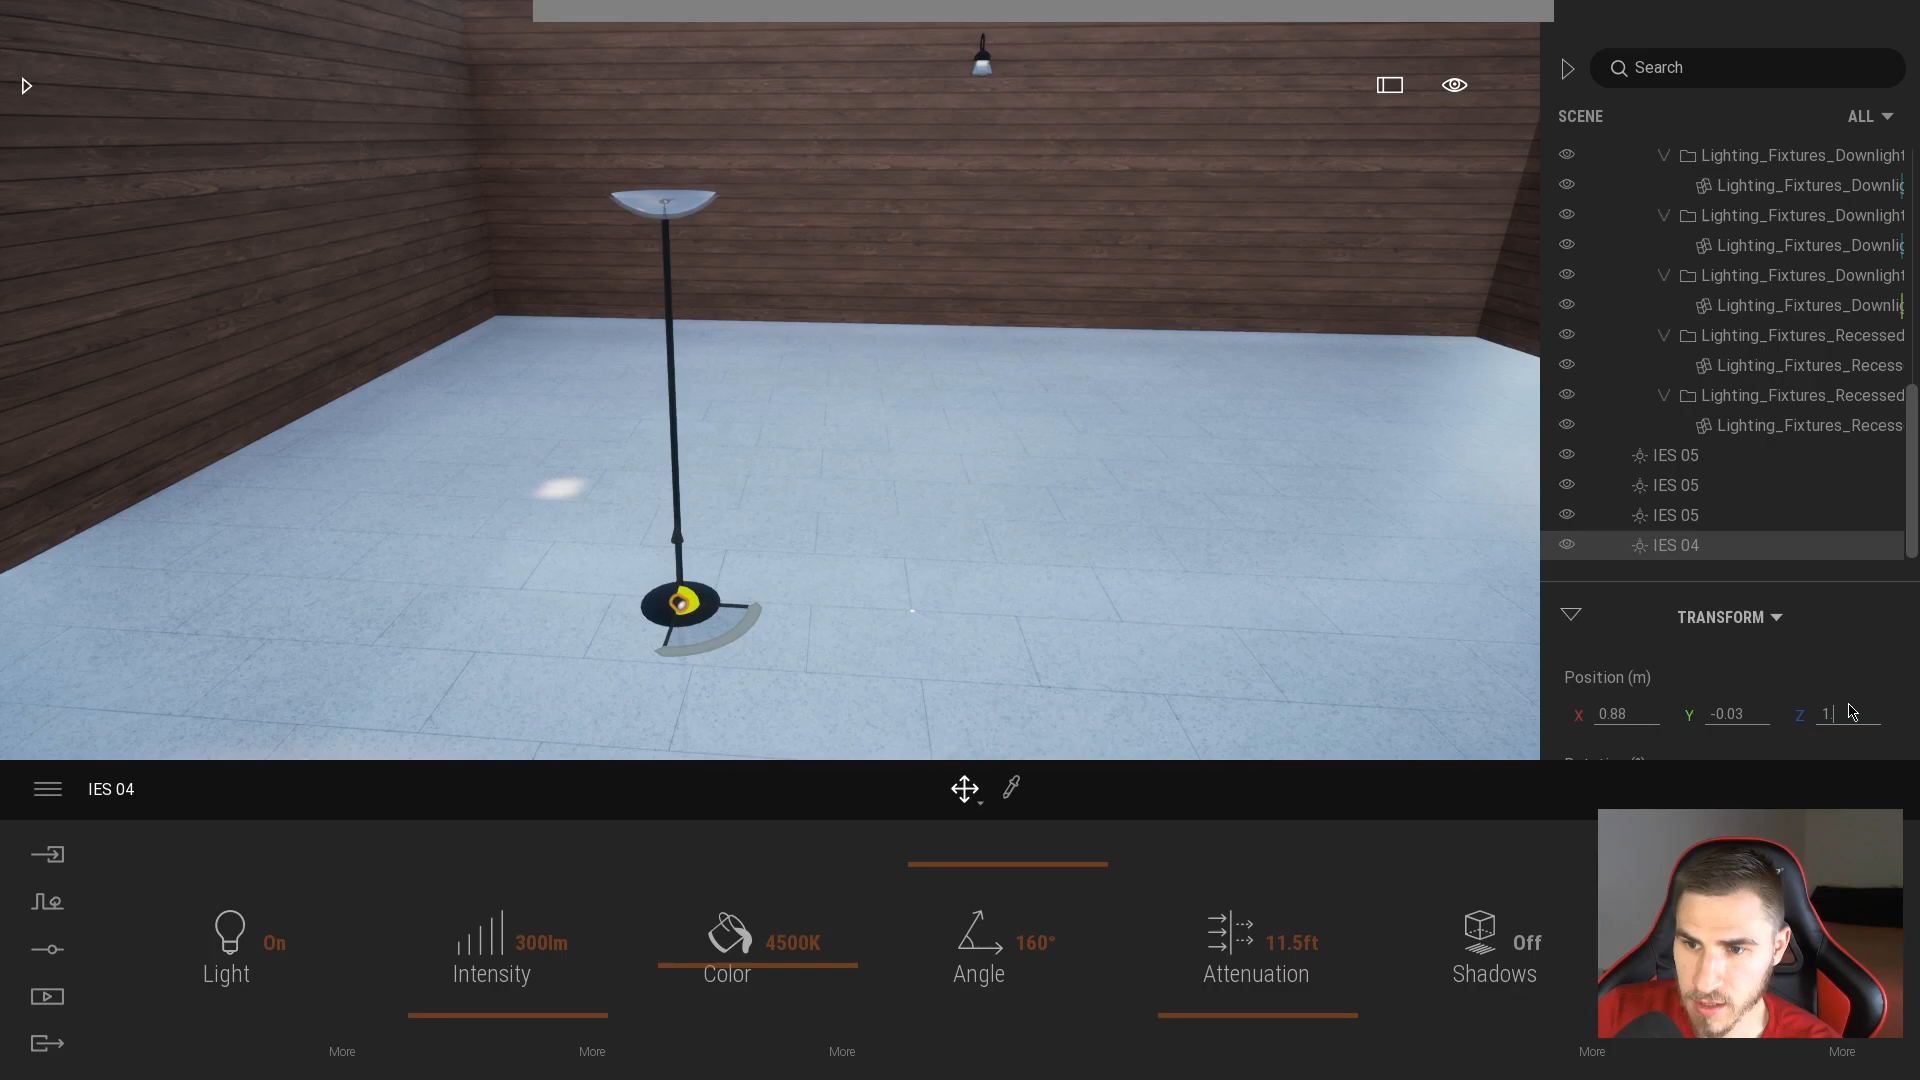 Search
SCENE
ALL
Lighting_Fixtures_Downlight
Lighting_Fixtures_Downlig
Lighting_Fixtures_Downlight
Lighting_Fixtures_Downlig
Lighting_Fixtures_Downlight
Lighting_Fixtures_Downlig
Lighting_Fixtures_Recessed
Lighting_Fixtures_Recess
Lighting_Fixtures_Recessed
Lighting_Fixtures_Recess
IES 05
IES 05
IES 05
IES 04
TRANSFORM
Position (m)
X 0.88 Y -0.03 Z 1.
IES 04
On
Light
300lm
Intensity
4500K
Color
160°
Angle
11.5ft
Attenuation
Off
Shadows
More More More More More